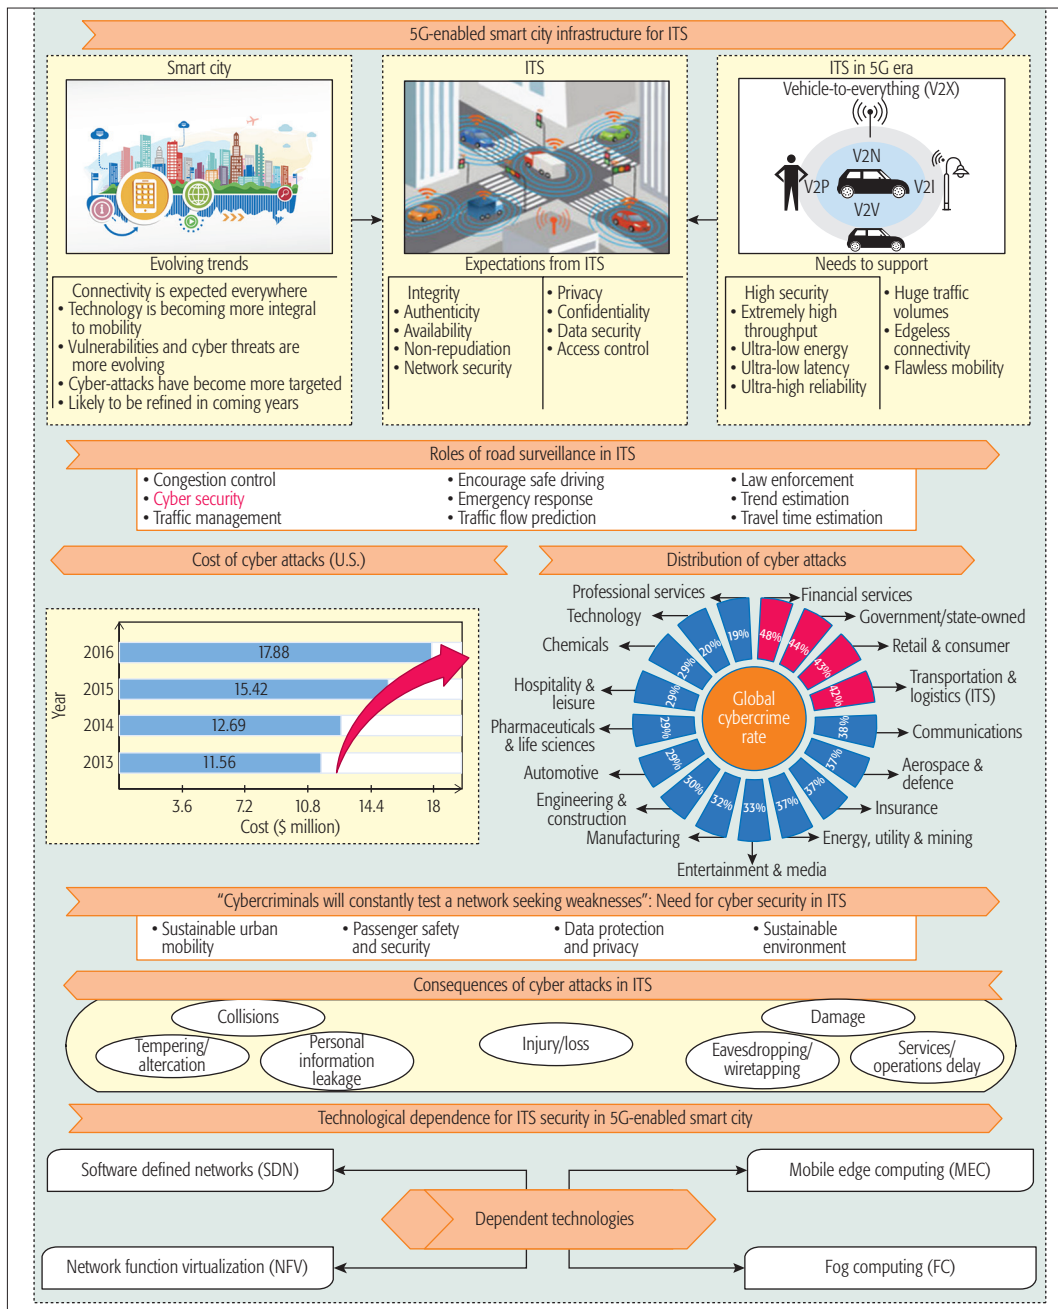 5G-enabled smart city infrastructure for ITS
Smart city
Evolving trends
Connectivity is expected everywhere
• Technology is becoming more integral
to mobility
• Vulnerabilities and cyber threats are
more evolving
• Cyber-attacks have become more targeted
• Likely to be refined in coming years
ITS
Expectations from ITS
Integrity
• Authenticity
• Availability
• Non-repudiation
• Network security
• Privacy
• Confidentiality
• Data security
• Access control
ITS in 5G era
Vehicle-to-everything (V2X)
V2N
V2P
V2I
V2V
Needs to support
High security
• Extremely high
throughput
• Ultra-low energy
• Ultra-low latency
• Ultra-high reliability
• Huge traffic
volumes
• Edgeless
connectivity
• Flawless mobility
Roles of road surveillance in ITS
• Congestion control
• Cyber security
• Traffic management
• Encourage safe driving
• Emergency response
• Traffic flow prediction
• Law enforcement
• Trend estimation
• Travel time estimation
Cost of cyber attacks (U.S.)
Year
2016
17.88
2015
15.42
2014
12.69
2013
11.56
3.6 7.2 10.8 14.4 18
Cost ($ million)
Distribution of cyber attacks
Global
cybercrime
rate
Financial services
48%
Government/state-owned
44%
Retail & consumer
43%
Transportation &
logistics (ITS)
42%
Communications
38%
Aerospace &
defence
37%
Insurance
37%
Energy, utility & mining
37%
Entertainment & media
33%
Manufacturing
32%
Engineering &
construction
30%
Automotive
29%
Pharmaceuticals
& life sciences
29%
Hospitality &
leisure
29%
Chemicals
29%
Technology
20%
Professional services
19%
“Cybercriminals will constantly test a network seeking weaknesses”: Need for cyber security in ITS
• Sustainable urban
mobility
• Passenger safety
and security
• Data protection
and privacy
• Sustainable
environment
Consequences of cyber attacks in ITS
Collisions
Tempering/
altercation
Personal
information
leakage
Injury/loss
Damage
Eavesdropping/
wiretapping
Services/
operations delay
Technological dependence for ITS security in 5G-enabled smart city
Software defined networks (SDN)
Mobile edge computing (MEC)
Dependent technologies
Network function virtualization (NFV)
Fog computing (FC)